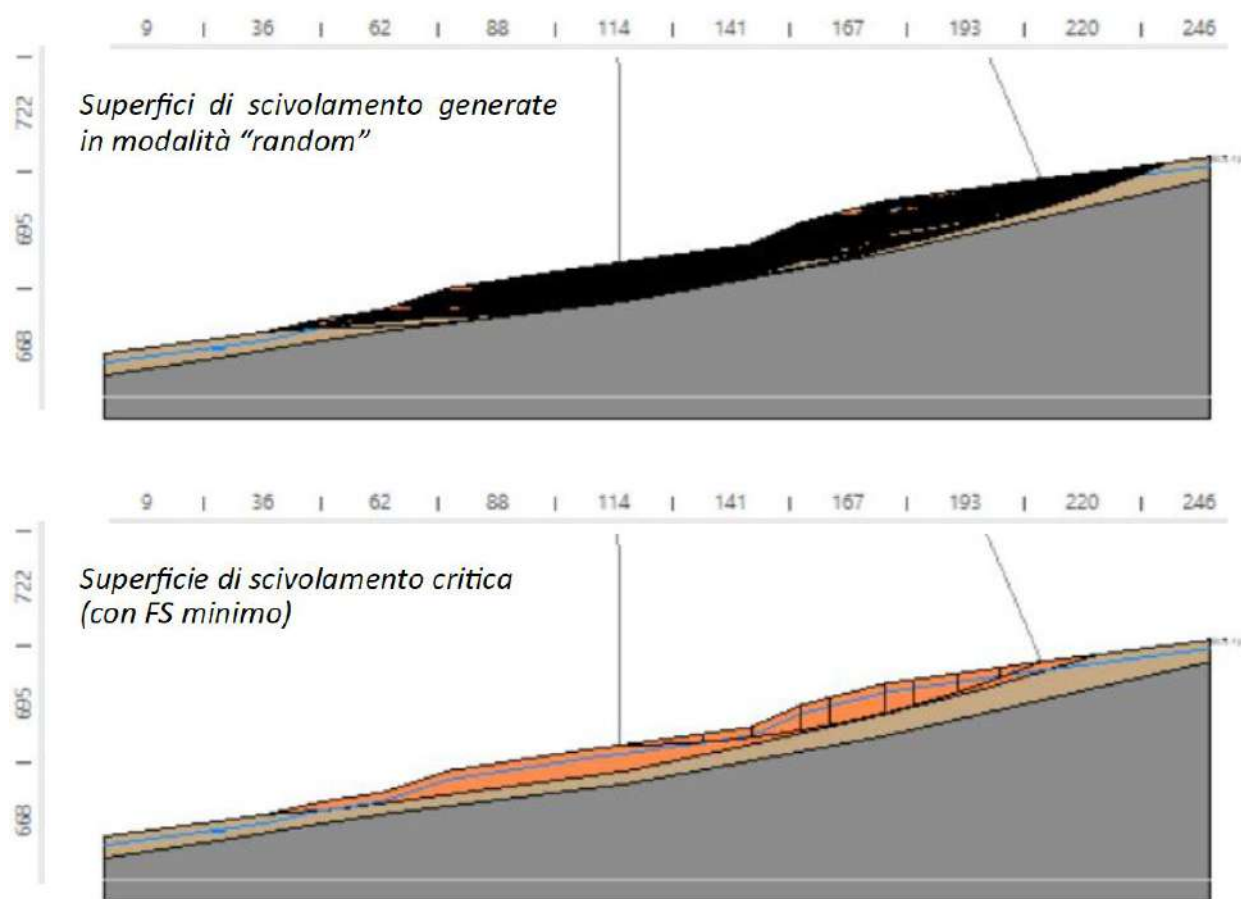 9 | 36 | 62 | 88 | 114 | 141 | 167 | 193 | 220 | 246
722
695
668
Superfici di scivolamento generate
in modalità “random”
9 | 36 | 62 | 88 | 114 | 141 | 167 | 193 | 220 | 246
722
695
668
Superficie di scivolamento critica
(con FS minimo)